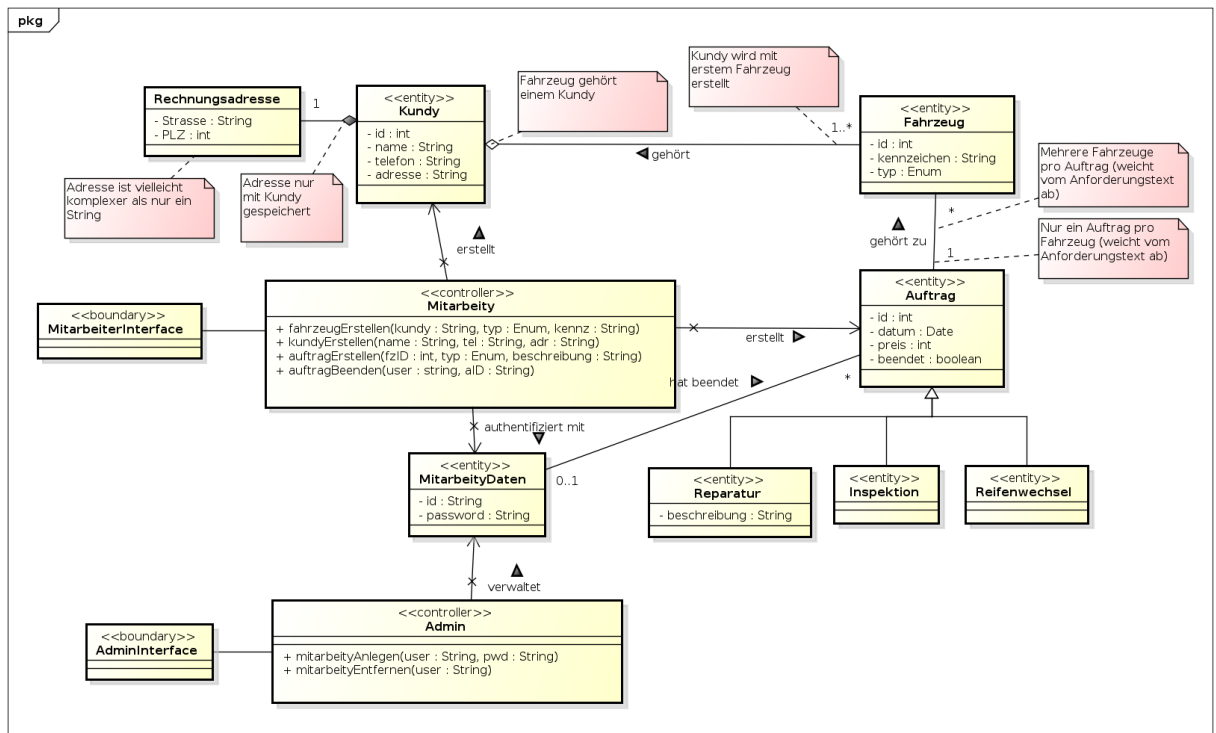 pkg
Rechnungsadresse
- Strasse : String
- PLZ : int
1
<<entity>>
Kundy
- id : int
- name : String
- telefon : String
- adresse : String
Fahrzeug gehört
einem Kundy
Kundy wird mit
erstem Fahrzeug
erstellt
1..*
gehört
<<entity>>
Fahrzeug
- id : int
- kennzeichen : String
- typ : Enum
Mehrere Fahrzeuge
pro Auftrag (weicht
vom Anforderungstext
ab)
Adresse ist vielleicht
komplexer als nur ein
String
Adresse nur
mit Kundy
gespeichert
*
gehört zu
1
Nur ein Auftrag pro
Fahrzeug (weicht vom
Anforderungstext ab)
erstellt
<<boundary>>
MitarbeiterInterface
<<controller>>
Mitarbeity
+ fahrzeugErstellen(kundy : String, typ : Enum, kennz : String)
+ kundyErstellen(name : String, tel : String, adr : String)
+ auftragErstellen(fzID : int, typ : Enum, beschreibung : String)
+ auftragBeenden(user : string, aID : String)
erstellt
<<entity>>
Auftrag
- id : int
- datum : Date
- preis : int
- beendet : boolean
hat beendet
*
authentifiziert mit
<<entity>>
MitarbeityDaten
- id : String
- password : String
0..1
<<entity>>
Reparatur
- beschreibung : String
<<entity>>
Inspektion
<<entity>>
Reifenwechsel
verwaltet
<<boundary>>
AdminInterface
<<controller>>
Admin
+ mitarbeityAnlegen(user : String, pwd : String)
+ mitarbeityEntfernen(user : String)